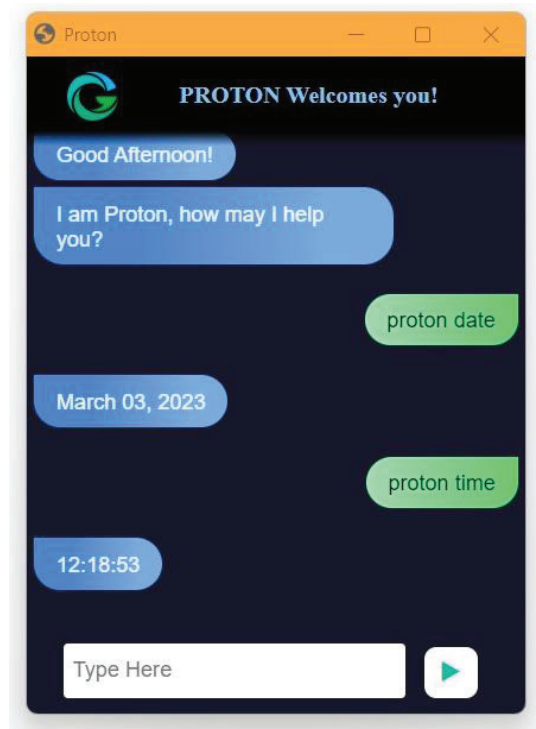 Proton
PROTON Welcomes you!
Good Afternoon!
I am Proton, how may I help
you?
proton date
March 03, 2023
proton time
12:18:53
Type Here